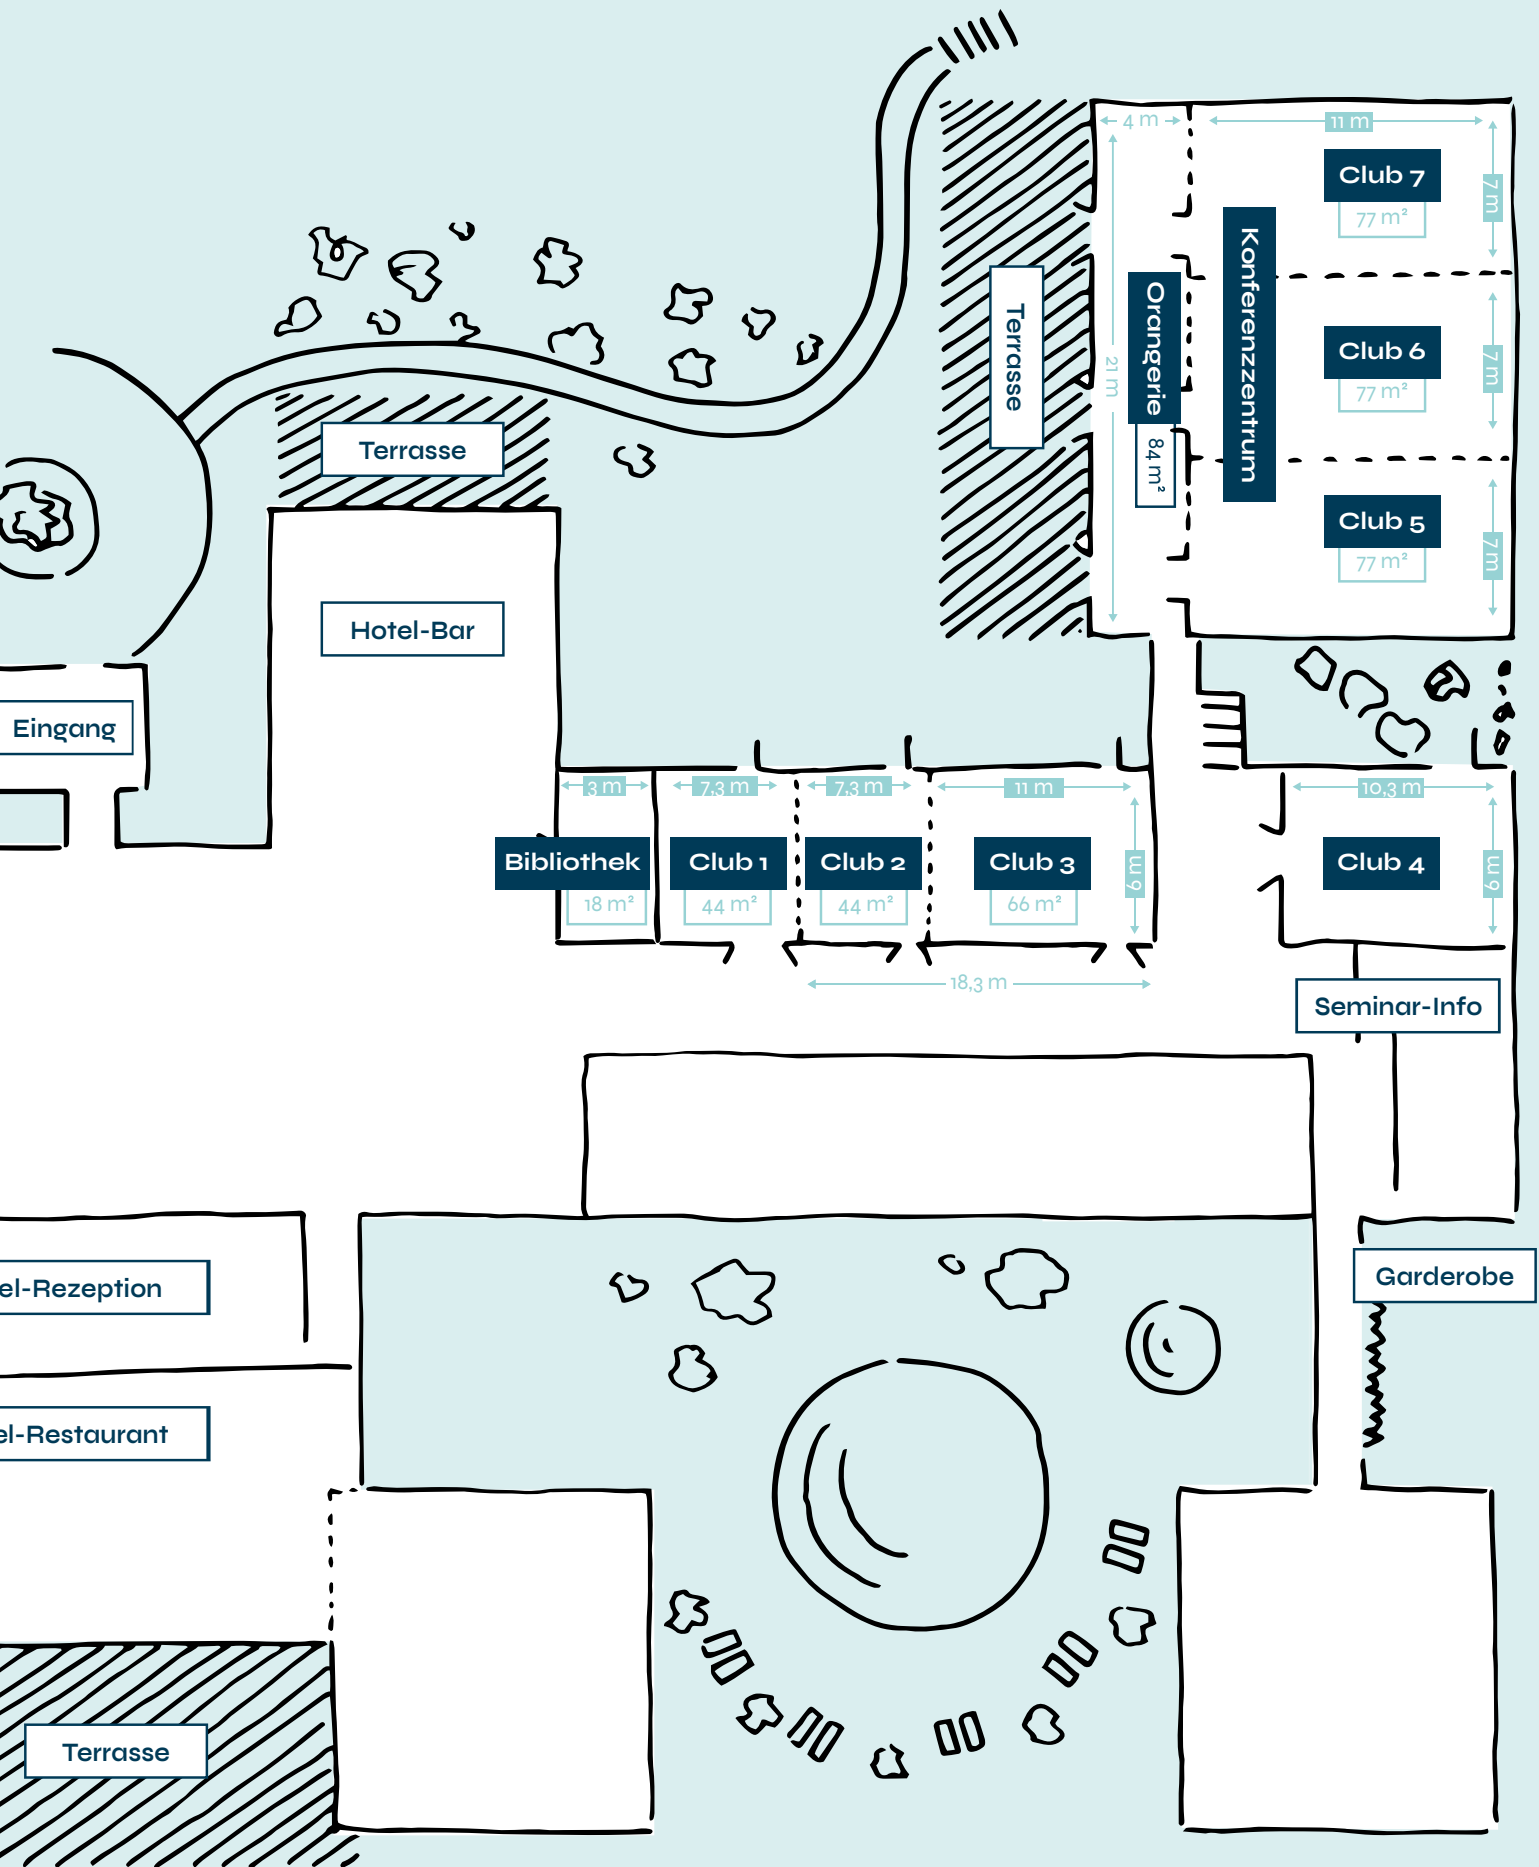 4 m
11 m
Club 7
77 m²
7 m
Konferenzzentrum
Orangerie
84 m²
21 m
Terrasse
Club 6
77 m²
7 m
Club 5
77 m²
7 m
Terrasse
Hotel-Bar
Eingang
3 m
7,3 m
7,3 m
11 m
10,3 m
Bibliothek
18 m²
Club 1
44 m²
Club 2
44 m²
Club 3
66 m²
6 m
Club 4
6 m
18,3 m
Seminar-Info
Garderobe
el-Rezeption
el-Restaurant
Terrasse